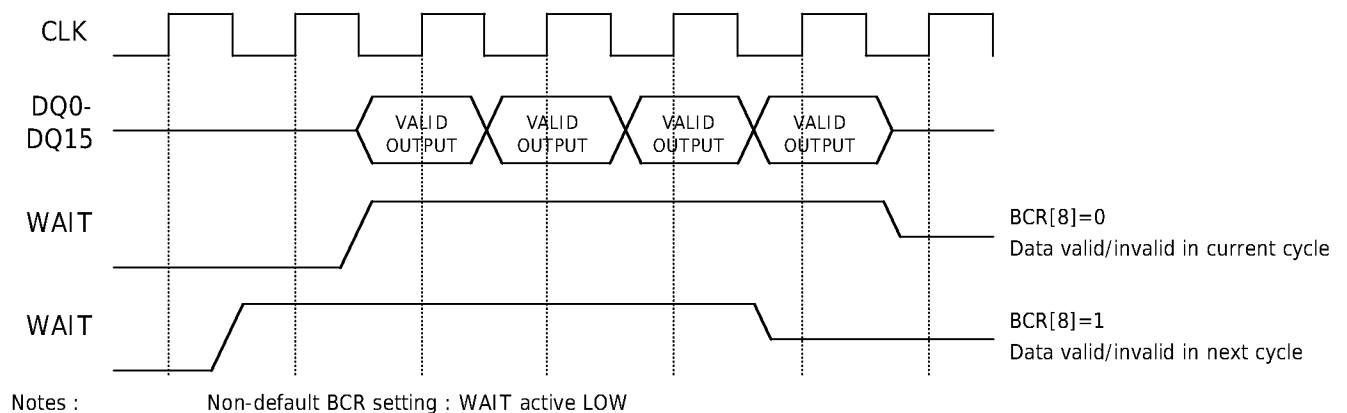 CLK
DQ0-
DQ15
VALID
OUTPUT
VALID
OUTPUT
VALID
OUTPUT
VALID
OUTPUT
WAIT
BCR[8]=0
Data valid/invalid in current cycle
WAIT
BCR[8]=1
Data valid/invalid in next cycle
Notes : Non-default BCR setting : WAIT active LOW